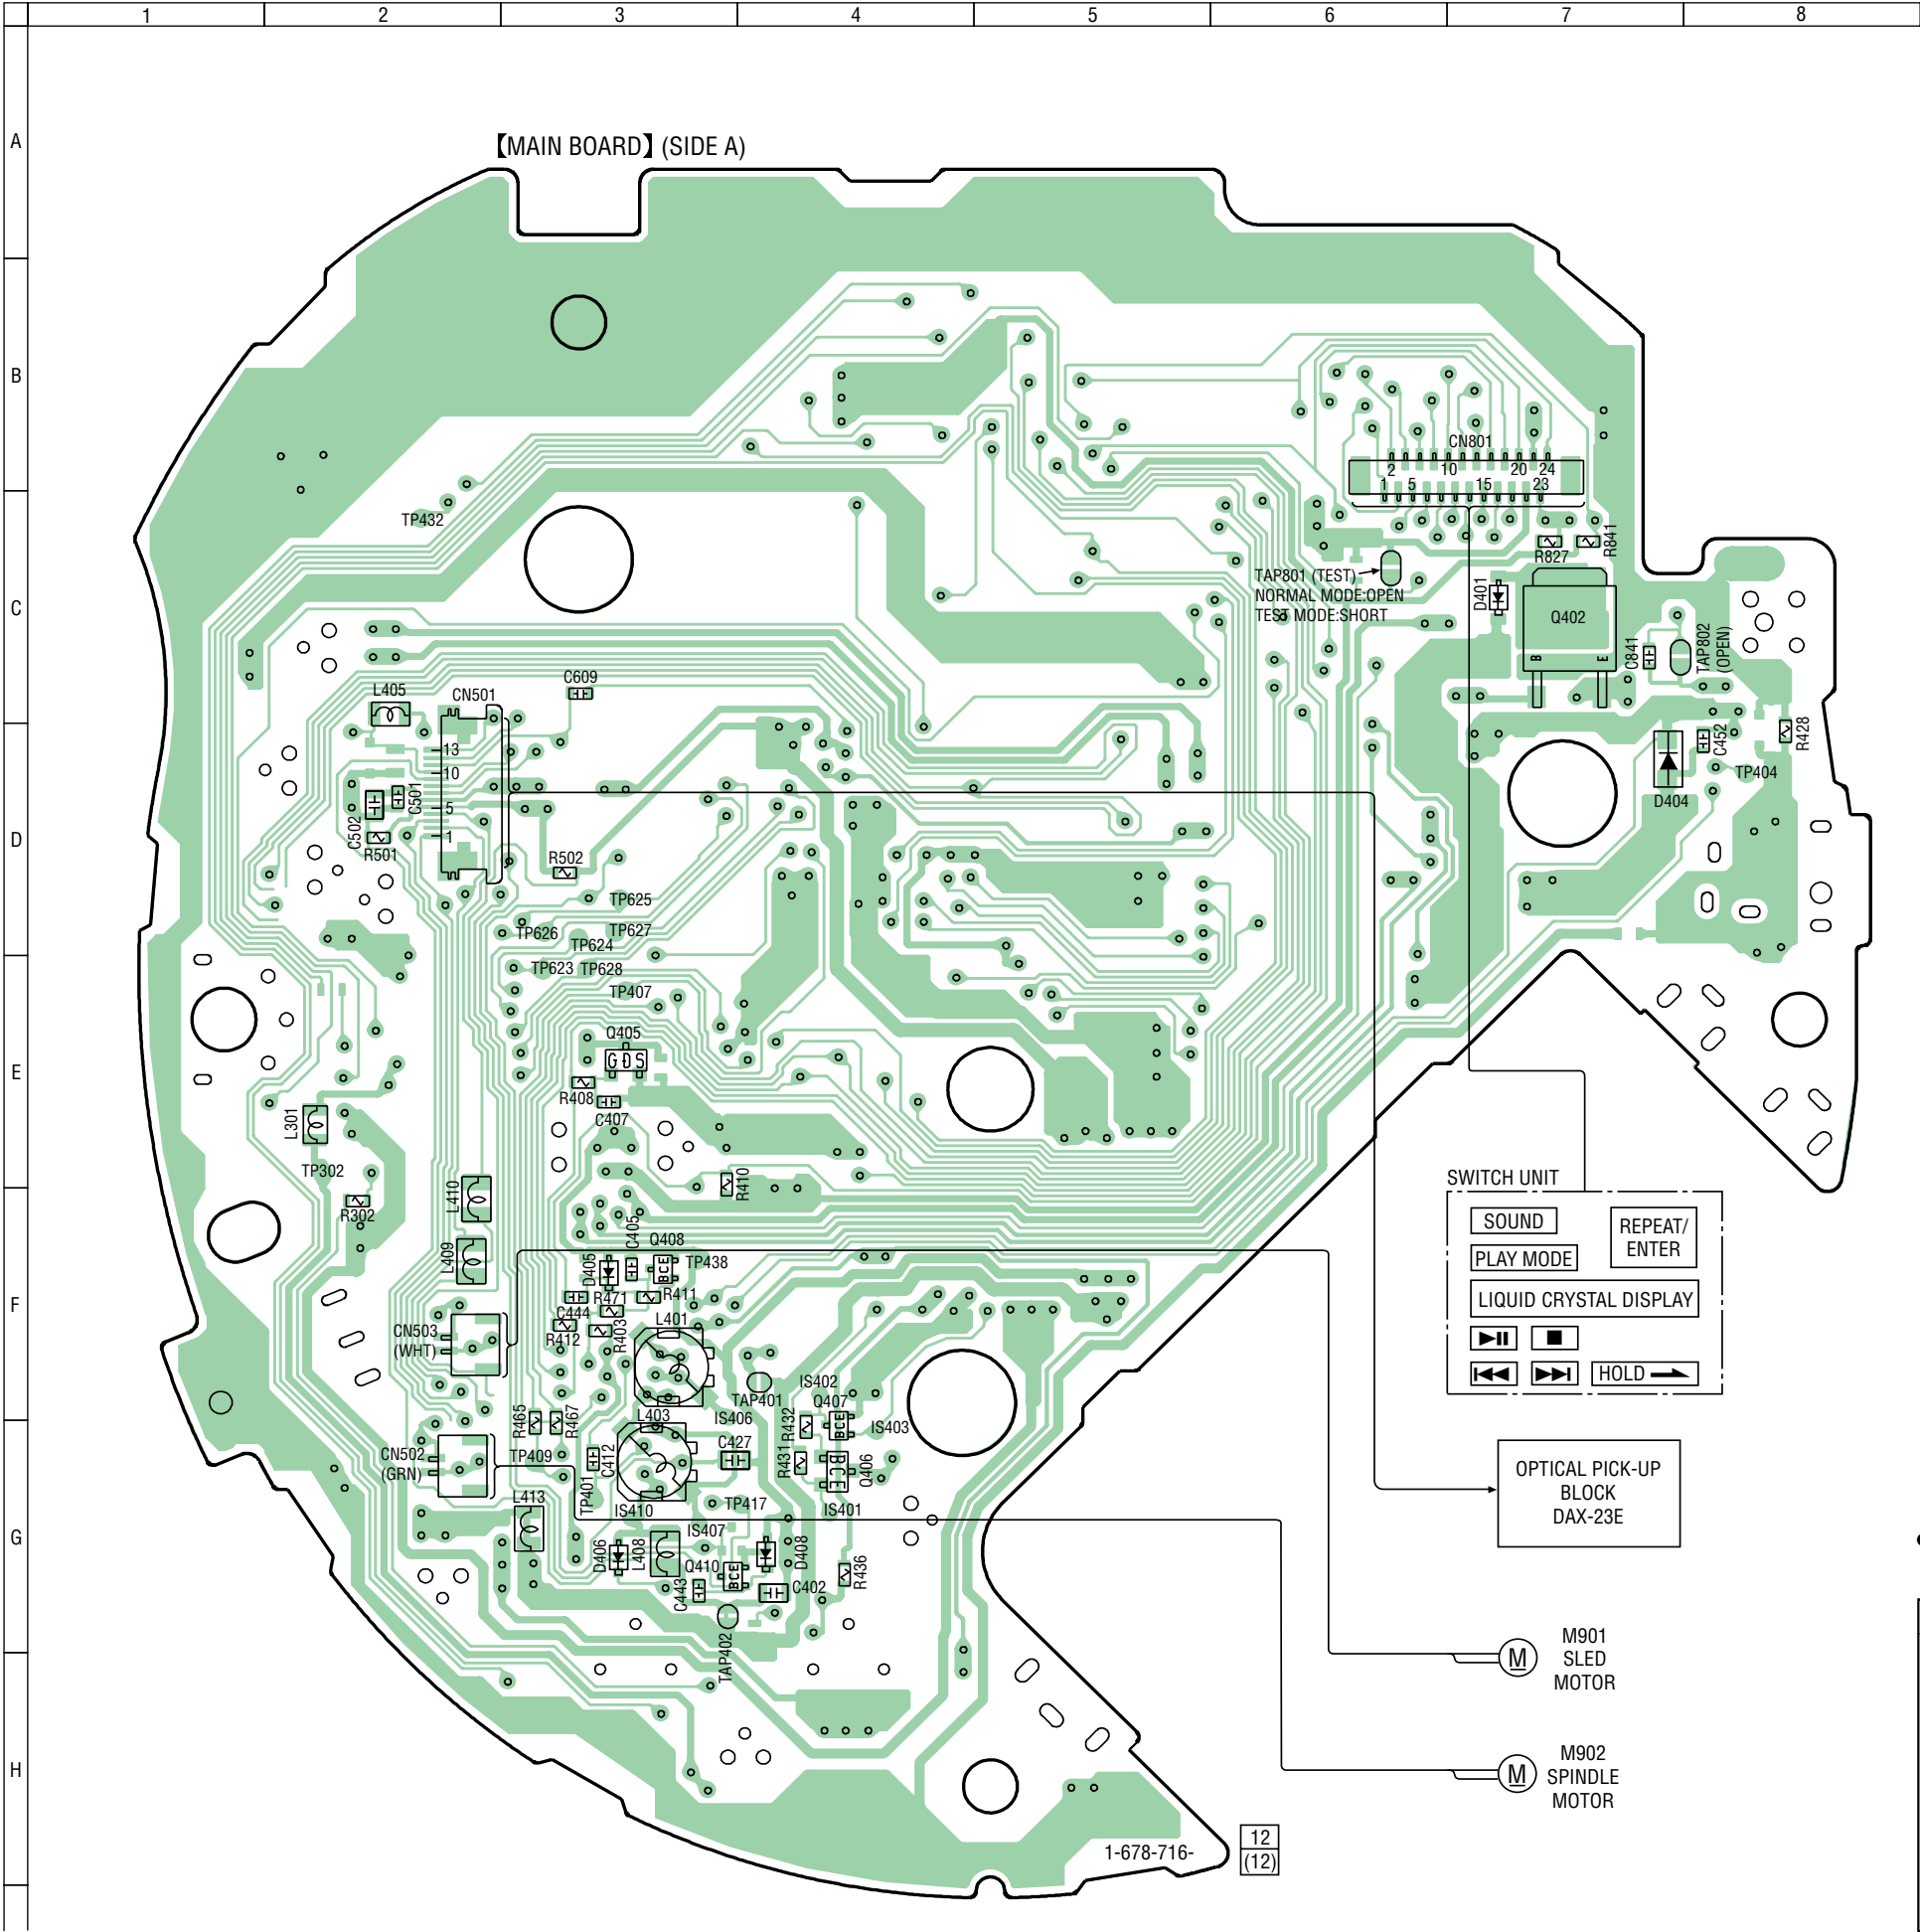 1 2 3 4 5 6 7 8
A
【MAIN BOARD】 (SIDE A)
B
CN801
2 10 20 24
1 5 15 23
TP432
R827
R841
TAP801 (TEST)
NORMAL MODE:OPEN
TEST MODE:SHORT
D401
C
Q402
B E
C841
TAP802
(OPEN)
C609
L405
CN501
R428
C452
13
10
5
1
TP404
D404
C501
C502
D
R501
R502
TP625
TP626
TP627
TP624
TP623
TP628
TP407
Q405
GDS
E
R408
C407
L301
TP302
R410
SWITCH UNIT
L410
R302
SOUND
REPEAT/
ENTER
C405
Q408
BCE
TP438
L409
D405
PLAY MODE
R471
R411
LIQUID CRYSTAL DISPLAY
F
C444
L401
CN503
(WHT)
R412
R403
HOLD
IS402
TAP401
Q407
BCE
R465
R467
L403
IS406
R432
IS403
CN502
(GRN)
TP409
C412
C427
R431
BCE
Q406
OPTICAL PICK-UP
BLOCK
DAX-23E
TP401
L413
IS410
TP417
IS401
G
IS407
D406
L408
Q410
BCE
D408
R436
C443
C402
TAP402
M901
SLED
MOTOR
M
H
M902
SPINDLE
MOTOR
M
1-678-716-
12
(12)